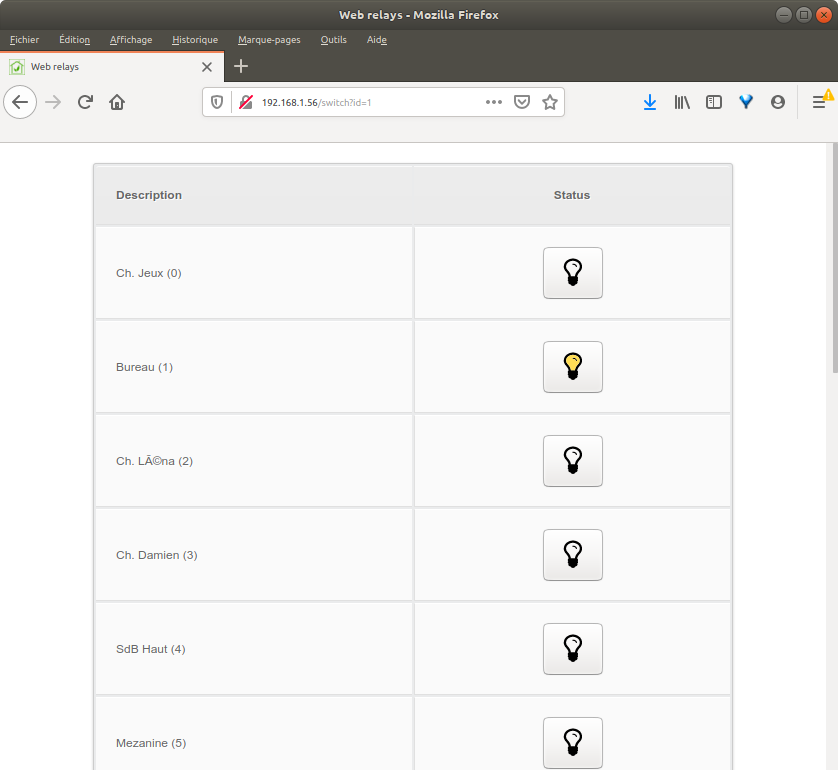 Web relays - Mozilla Firefox
Fichier Édition Affichage Historique Marque-pages Outils Aide
Web relays
192.168.1.56/switch?id=1
Description Status
Ch. Jeux (0)
Bureau (1)
Ch. LÃ©na (2)
Ch. Damien (3)
SdB Haut (4)
Mezanine (5)